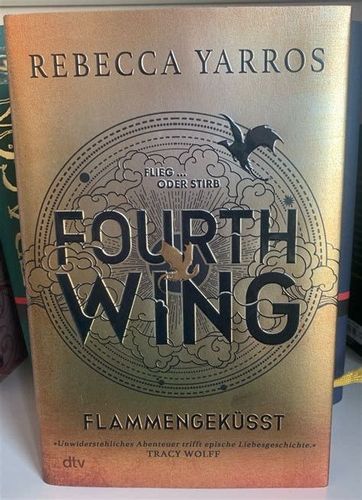 REBECCA YARROS
FLIEG ...
ODER STIRB
FOURTH
WING
FLAMMENGEKÜSST
»Unwiderstehliches Abenteuer trifft epische Liebesgeschichte.«
TRACY WOLFF
dtv